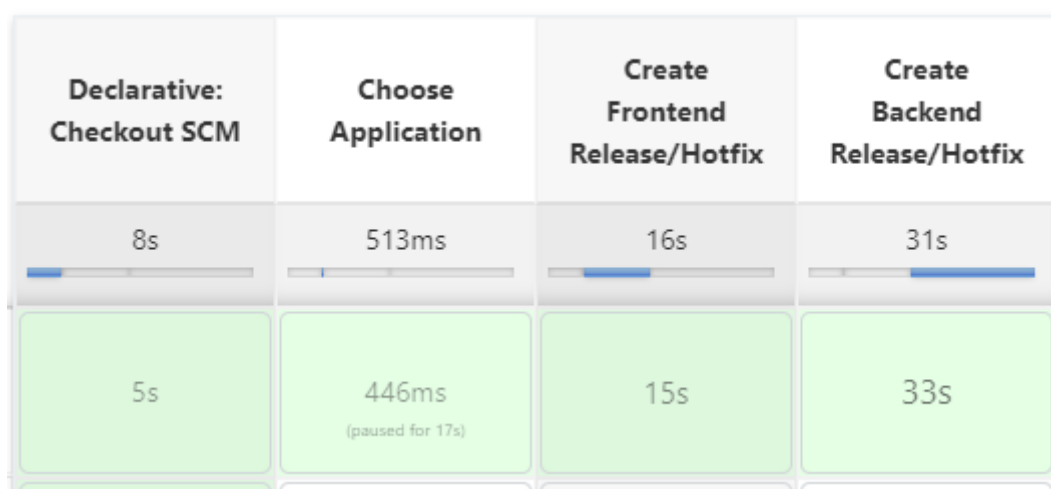 Declarative:
Checkout SCM
Choose
Application
Create
Frontend
Release/Hotfix
Create
Backend
Release/Hotfix
8s
513ms
16s
31s
5s
446ms
(paused for 17s)
15s
33s